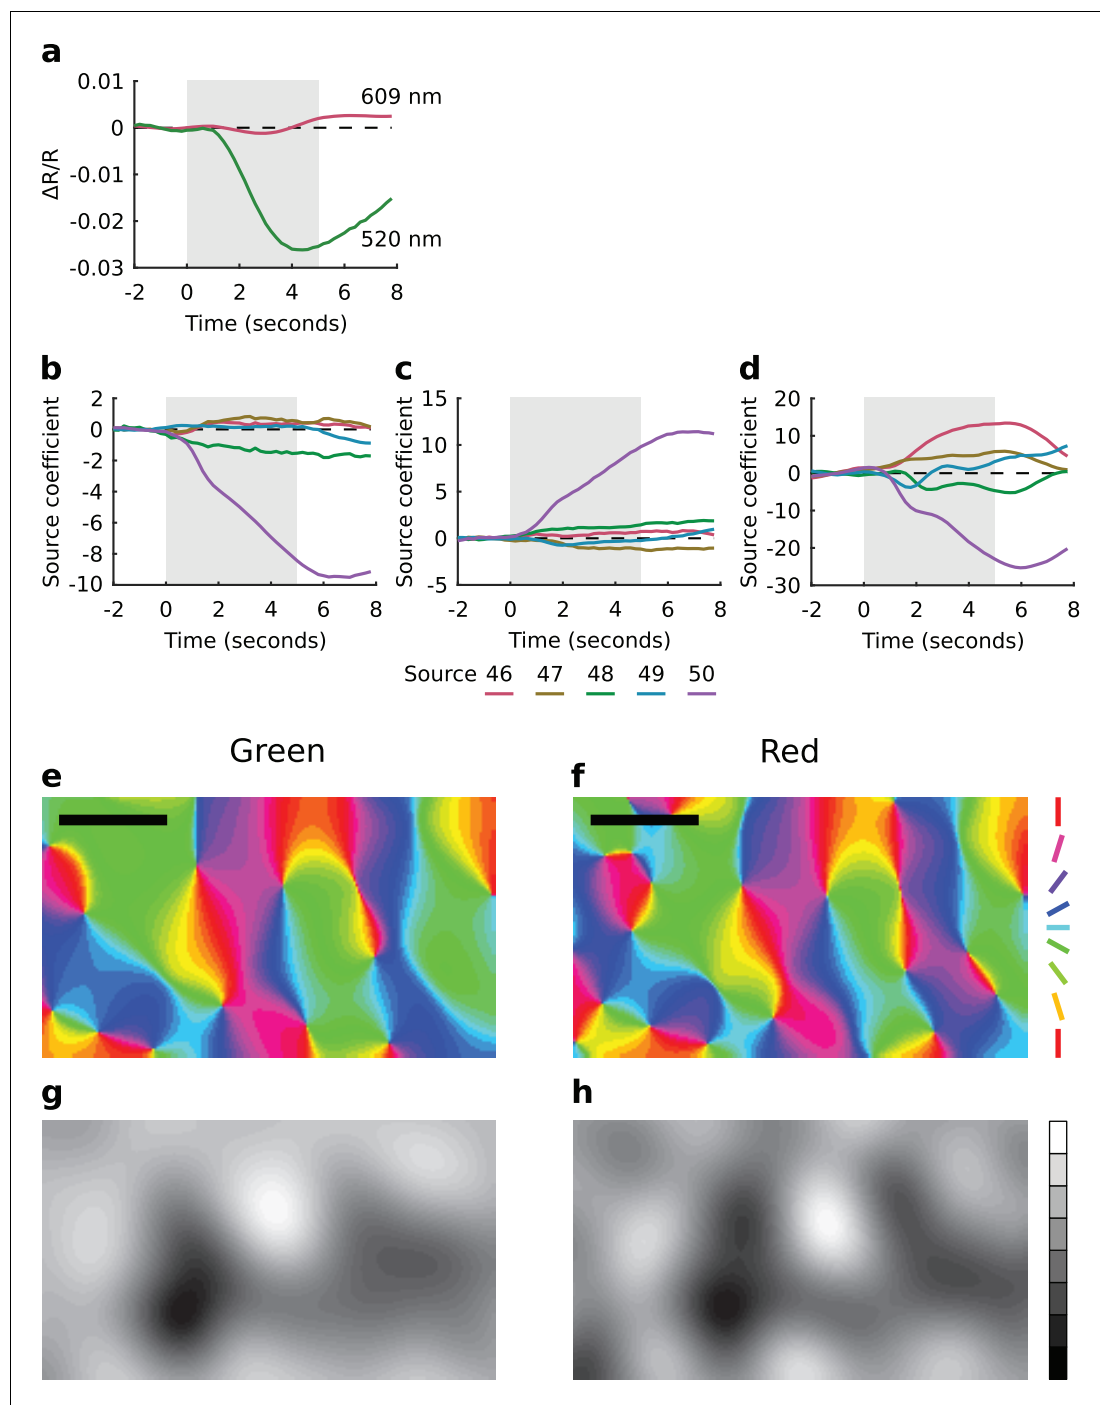 a
0.01
0
-0.01
-0.02
-0.03
ΔR/R
609 nm
520 nm
-2 0 2 4 6 8
Time (seconds)
b
2
0
-2
-4
-6
-8
-10
Source coefficient
-2 0 2 4 6 8
Time (seconds)
c
15
10
5
0
-5
Source coefficient
-2 0 2 4 6 8
Time (seconds)
d
20
10
0
-10
-20
-30
Source coefficient
-2 0 2 4 6 8
Time (seconds)
Source 46 47 48 49 50
Green
Red
e
f
g
h